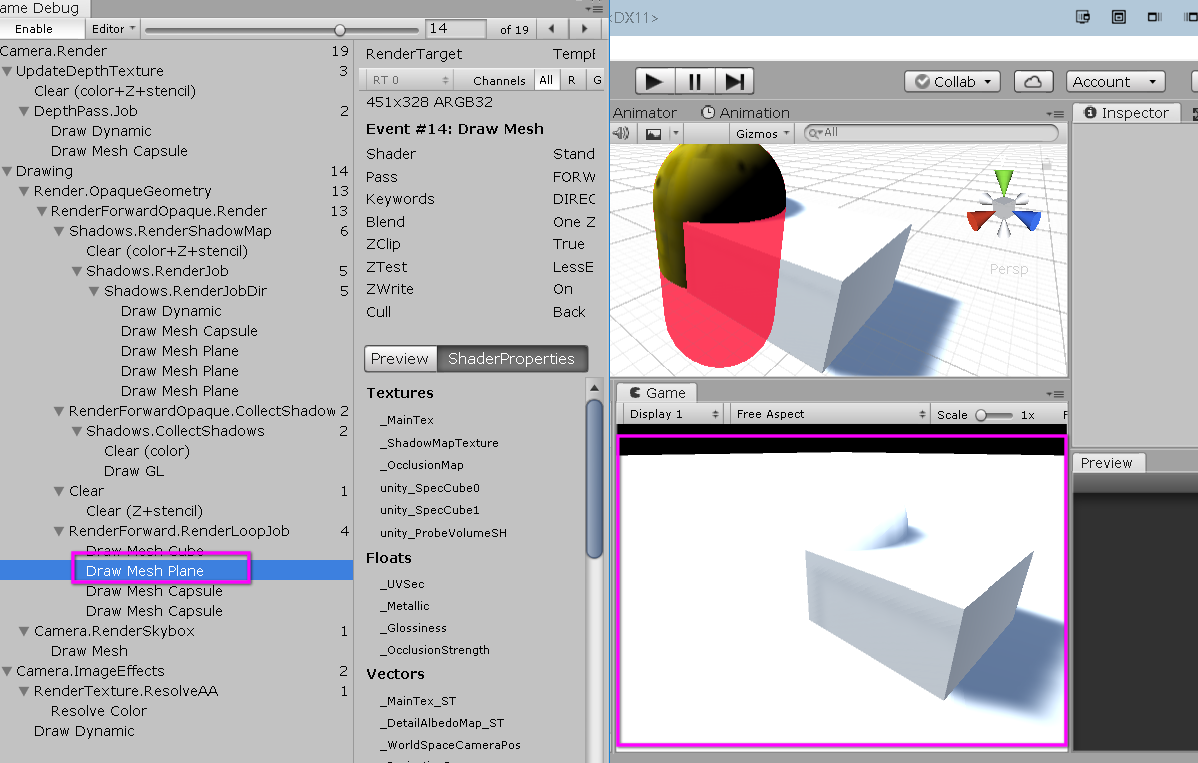 ame Debug
Enable
Editor
14
of 19
Camera.Render 19
UpdateDepthTexture 3
Clear (color+Z+stencil)
DepthPass.Job 2
Draw Dynamic
Draw Mesh Capsule
Drawing 14
Render.OpaqueGeometry 13
RenderForwardOpaque.Render 13
Shadows.RenderShadowMap
Clear (color+Z+stencil)
Shadows.RenderJob 5
Shadows.RenderJobDir 5
Draw Dynamic
Draw Mesh Capsule
Draw Mesh Plane
Draw Mesh Plane
Draw Mesh Plane
RenderForwardOpaque.CollectShadow 2
Shadows.CollectShadows 2
Clear (color)
Draw GL
Clear 1
Clear (Z+stencil)
RenderForward.RenderLoopJob 4
Draw Mesh Cube
Draw Mesh Plane
Draw Mesh Capsule
Draw Mesh Capsule
Camera.RenderSkybox 1
Draw Mesh
Camera.ImageEffects 2
RenderTexture.ResolveAA 1
Resolve Color
Draw Dynamic
RenderTarget Temp
RT 0 Channels All R G
451x328 ARGB32
Event #14: Draw Mesh
Shader Stand
Pass FORW
Keywords DIREC
Blend One Z
ZClip True
ZTest LessE
ZWrite On
Cull Back
Preview ShaderProperties
Textures
_MainTex
_ShadowMapTexture
_OcclusionMap
unity_SpecCube0
unity_SpecCube1
unity_ProbeVolumeSH
Floats
_UVSec
_Metallic
_Glossiness
_OcclusionStrength
Vectors
_MainTex_ST
_DetailAlbedoMap_ST
_WorldSpaceCameraPos
<DX11>
Collab
Account
Animator Animation
Gizmos
All
Persp
Game
Display 1 Free Aspect Scale 1x
Inspector
Preview